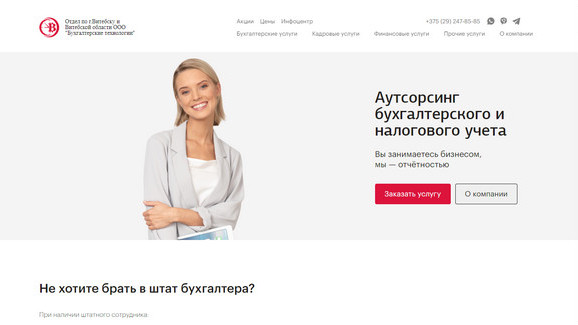 Отдел по г.Витебску и
Витебской области ООО
"Бухгалтерские технологии"
Акции Цены Инфоцентр
+375 (29) 247-85-85
Бухгалтерские услуги Кадровые услуги Финансовые услуги Прочие услуги О компании
Аутсорсинг
бухгалтерского и
налогового учета
Вы занимаетесь бизнесом,
мы — отчётностью
Заказать услугу О компании
Не хотите брать в штат бухгалтера?
При наличии штатного сотрудника: